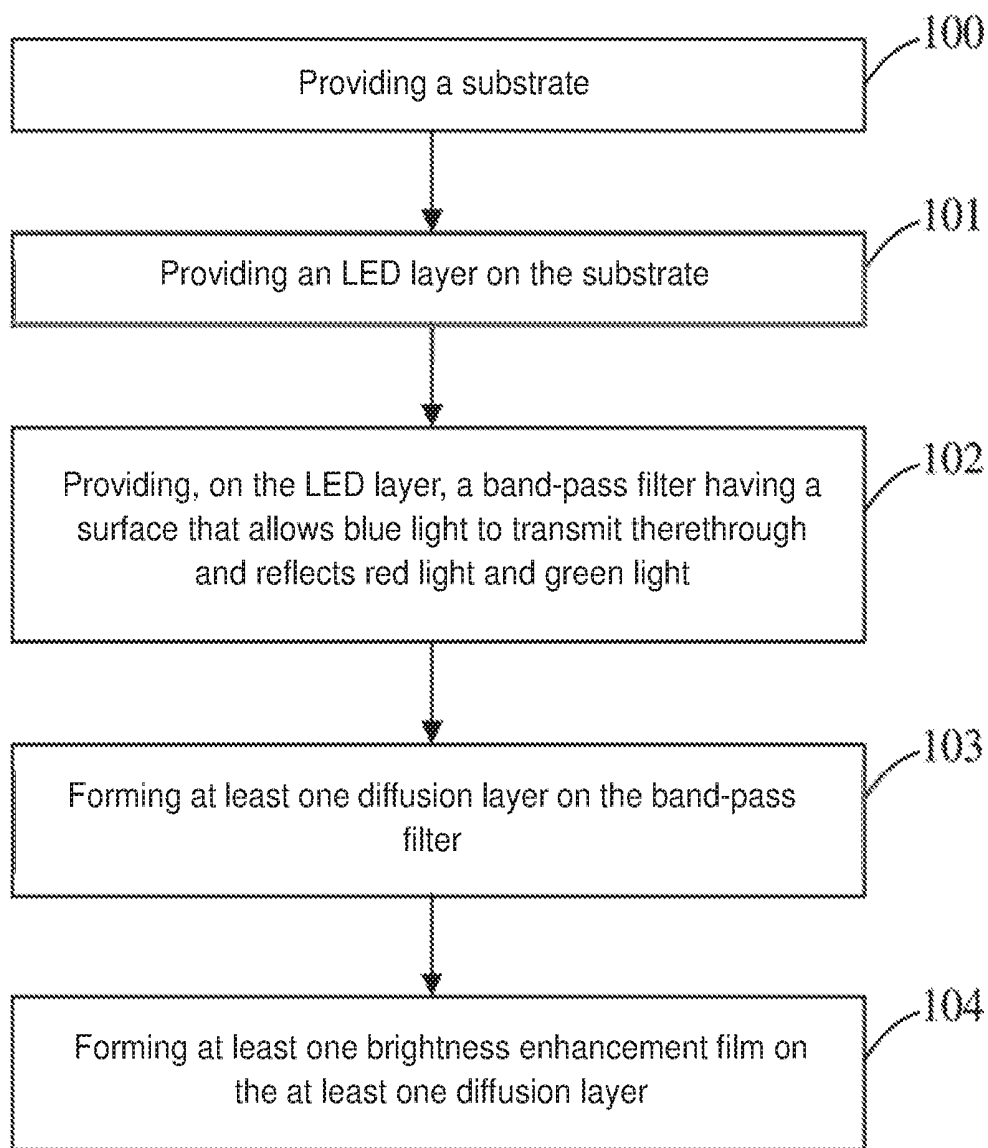 100
Providing a substrate
101
Providing an LED layer on the substrate
102
Providing, on the LED layer, a band-pass filter having a
surface that allows blue light to transmit therethrough
and reflects red light and green light
103
Forming at least one diffusion layer on the band-pass
filter
104
Forming at least one brightness enhancement film on
the at least one diffusion layer